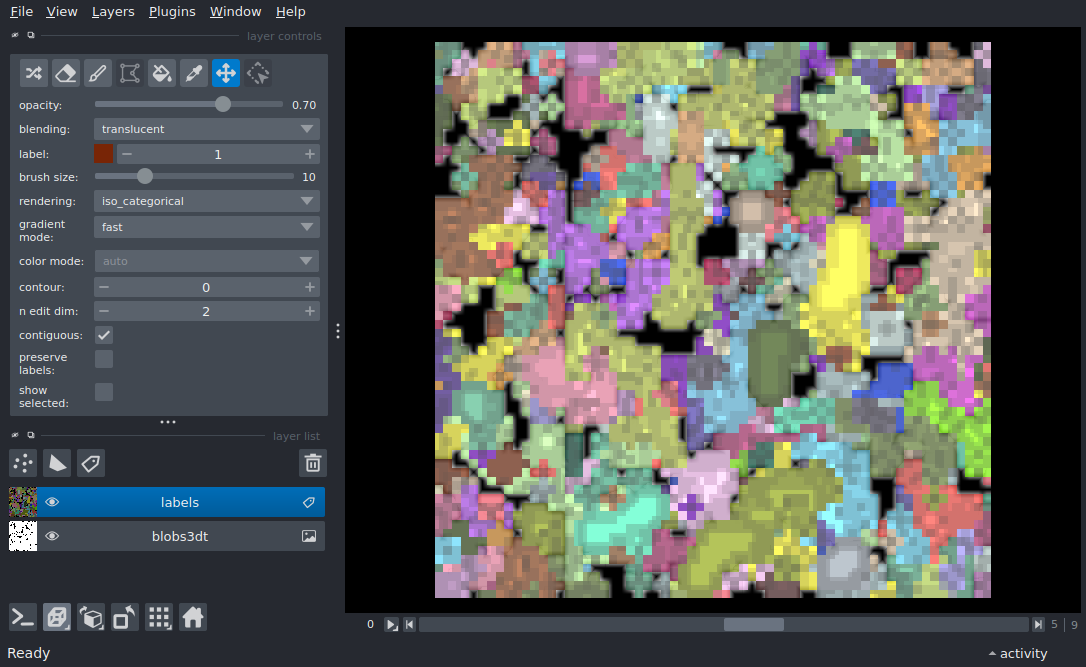 File View Layers Plugins Window Help
layer controls
opacity: 0.70
blending: translucent
label: 1
brush size: 10
rendering: iso_categorical
gradient
mode: fast
color mode: auto
contour: 0
n edit dim: 2
contiguous:
preserve
labels:
show
selected:
layer list
labels
blobs3dt
0 5 | 9
Ready activity